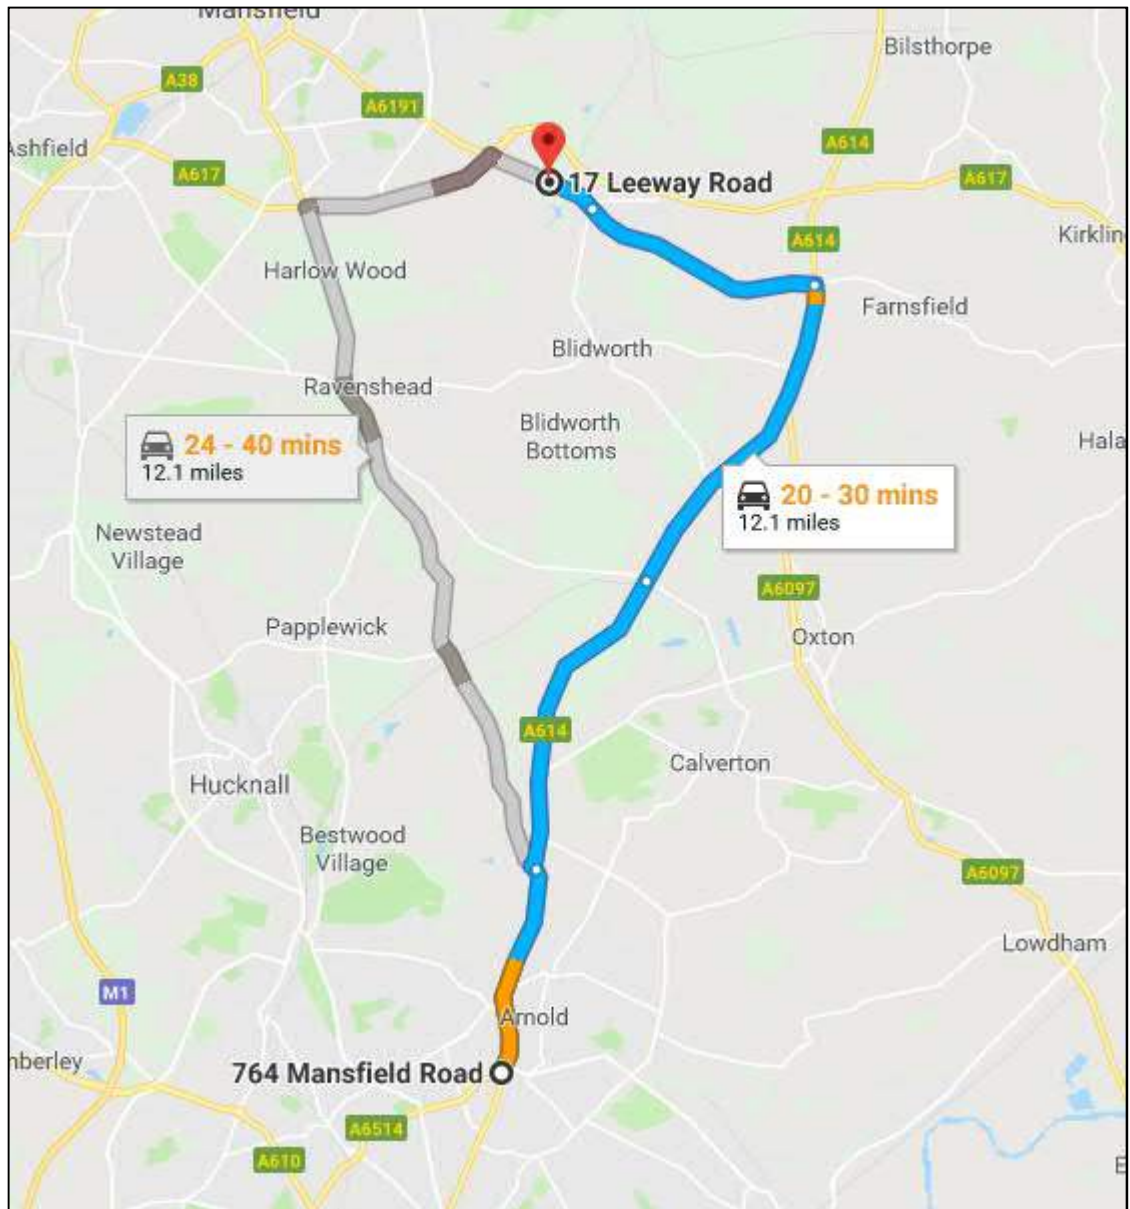 Mansfield
Bilsthorpe
A38
A6191
A614
Ashfield
A617
17 Leeway Road
A617
A614
Kirklin
Harlow Wood
Farnsfield
Blidworth
Ravenshead
Blidworth
Bottoms
24 - 40 mins
12.1 miles
Hala
20 - 30 mins
12.1 miles
Newstead
Village
A6097
Papplewick
Oxton
A614
Calverton
Hucknall
Bestwood
Village
A6097
Lowdham
M1
Arnold
mberley
764 Mansfield Road
A6514
A610
E